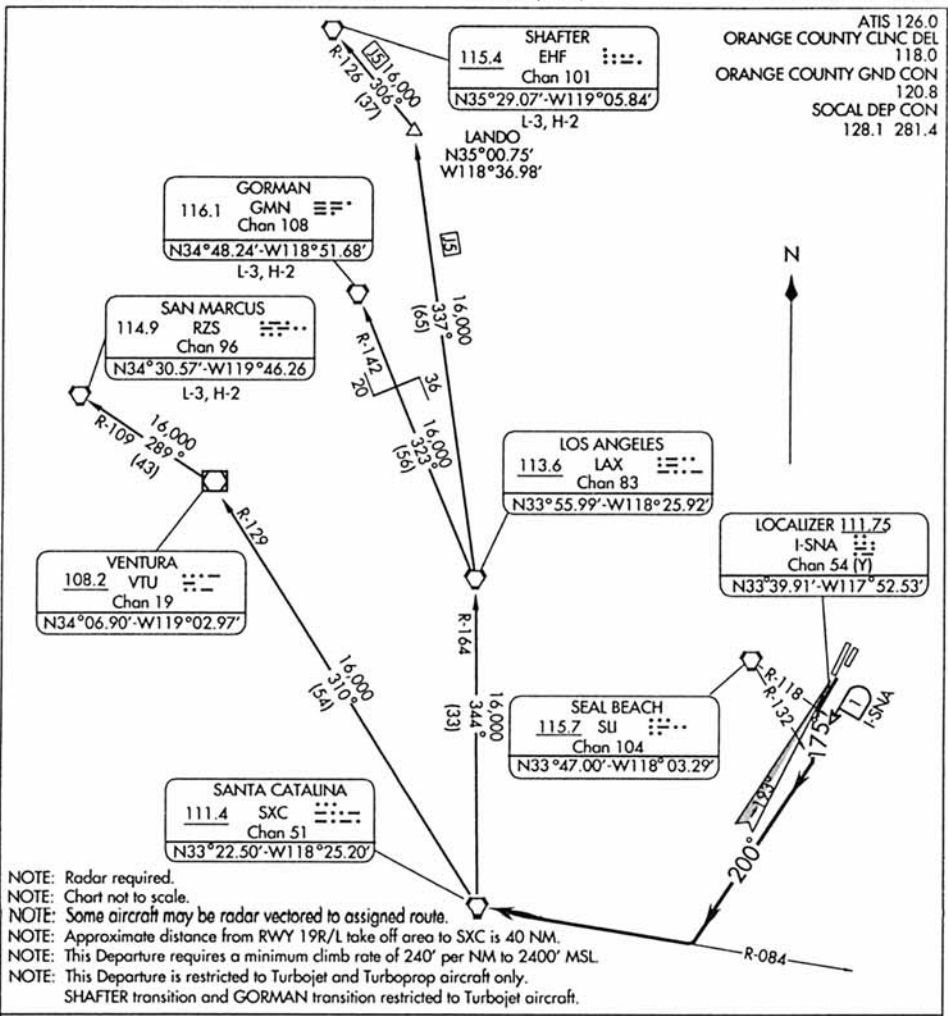 ATIS 126.0
ORANGE COUNTY CLNC DEL
118.0
ORANGE COUNTY GND CON
120.8
SOCAL DEP CON
128.1 281.4
SHAFTER
115.4 EHF
Chan 101
N35°29.07'-W119°05.84'
L-3, H-2
R-126
J5
16,000
306°
(37)
LANDO
N35°00.75'
W118°36.98'
GORMAN
116.1 GMN
Chan 108
N34°48.24'-W118°51.68'
L-3, H-2
J5
16,000
337°
(65)
N
SAN MARCUS
114.9 RZS
Chan 96
N34°30.57'-W119°46.26
L-3, H-2
R-142
20
36
16,000
323°
(56)
16,000
R-109 289°
(43)
LOS ANGELES
113.6 LAX
Chan 83
N33°55.99'-W118°25.92'
R-129
LOCALIZER 111.75
I-SNA
Chan 54 (Y)
N33°39.91'-W117°52.53'
VENTURA
108.2 VTU
Chan 19
N34°06.90'-W119°02.97'
R-164
16,000
310°
(54)
16,000
344°
(33)
SEAL BEACH
115.7 SLI
Chan 104
N33°47.00'-W118°03.29'
R-118
R-132
1
I-SNA
175°
193°
200°
SANTA CATALINA
111.4 SXC
Chan 51
N33°22.50'-W118°25.20'
R-084
NOTE: Radar required.
NOTE: Chart not to scale.
NOTE: Some aircraft may be radar vectored to assigned route.
NOTE: Approximate distance from RWY 19R/L take off area to SXC is 40 NM.
NOTE: This Departure requires a minimum climb rate of 240' per NM to 2400' MSL.
NOTE: This Departure is restricted to Turbojet and Turboprop aircraft only.
SHAFTER transition and GORMAN transition restricted to Turbojet aircraft.